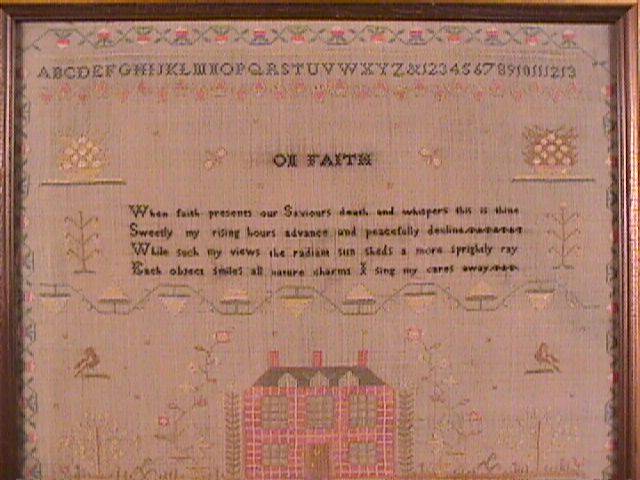 ABCDEFGHIJKLMNOPQRSTUVWXYZ&12345678910111213
ON FAITH
When faith presents our Saviours death and whispers this is thine
Sweetly my rising hours advance and peacefully decline
While such my views the radiant sun sheds a more sprightly ray
Each object smiles all nature charms I sing my cares away